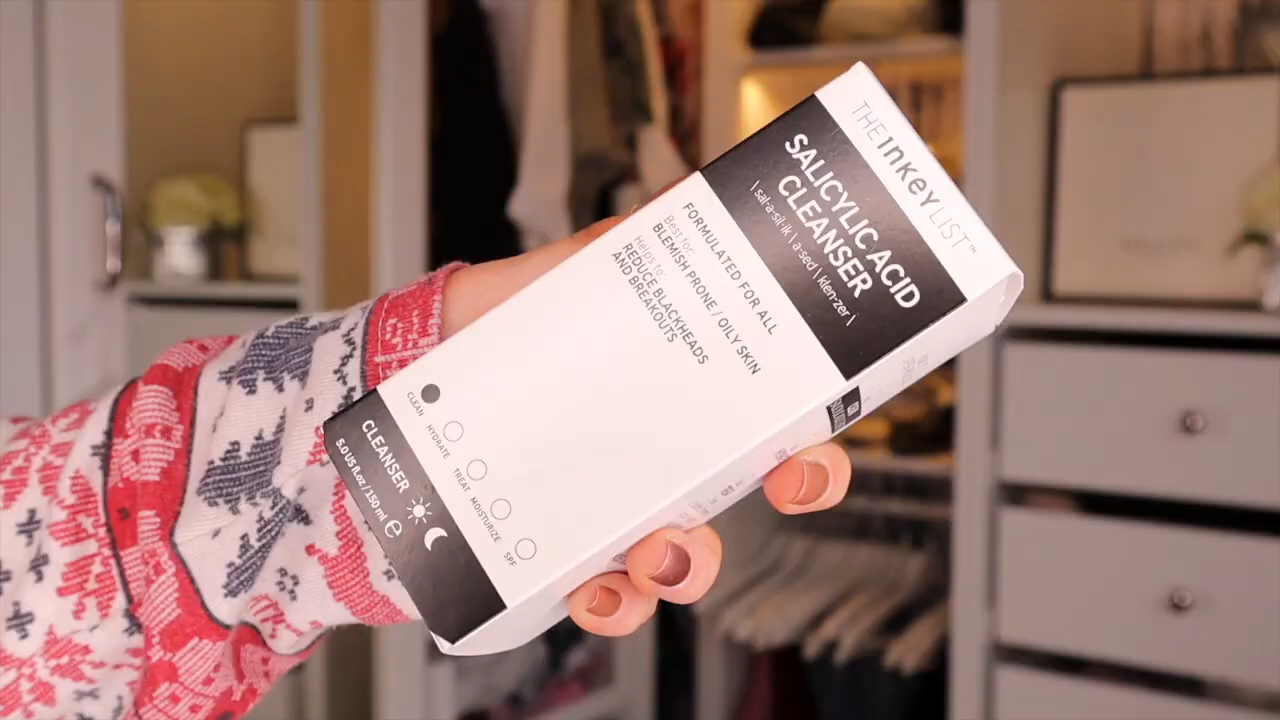 THE INKEY LIST™
SALICYLIC ACID
CLEANSER
\ sal-a-sil-ik \ a-sed \ klen-zer \
FORMULATED FOR ALL
Best for:
BLEMISH PRONE / OILY SKIN
Helps to:
REDUCE BLACKHEADS
AND BREAKOUTS
CLEAN
HYDRATE
TREAT
MOISTURIZE
SPF
CLEANSER
5.0 US fl.oz / 150 ml ℮